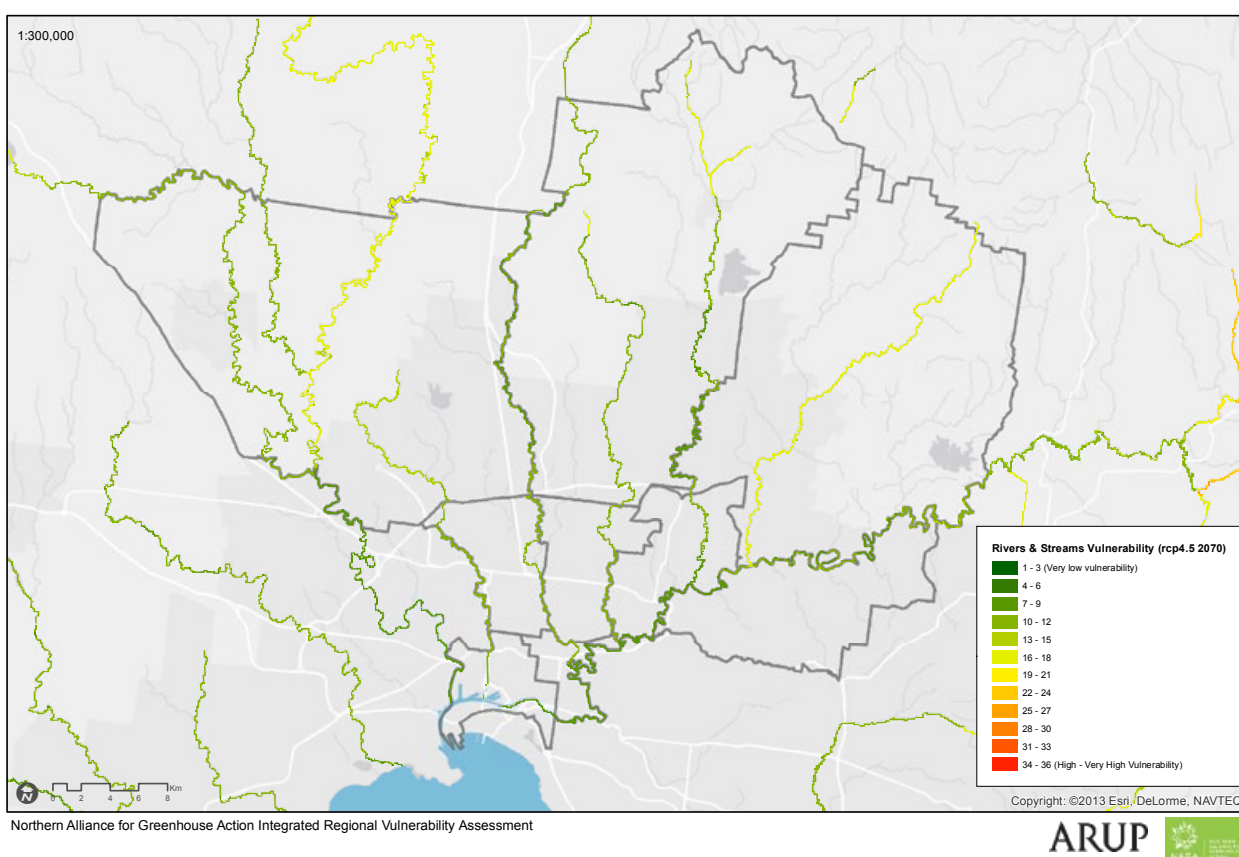 1:300,000
Rivers & Streams Vulnerability (rcp4.5 2070)
1 - 3 (Very low vulnerability)
4 - 6
7 - 9
10 - 12
13 - 15
16 - 18
19 - 21
22 - 24
25 - 27
28 - 30
31 - 33
34 - 36 (High - Very High Vulnerability)
N
Km
0 2 4 6 8
Copyright: ©2013 Esri, DeLorme, NAVTEQ
Northern Alliance for Greenhouse Action Integrated Regional Vulnerability Assessment
ARUP